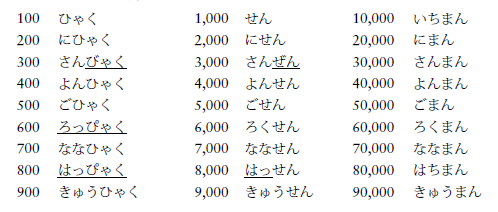 100 ひゃく 1,000 せん 10,000 いちまん
200 にひゃく 2,000 にせん 20,000 にまん
300 さんびゃく 3,000 さんぜん 30,000 さんまん
400 よんひゃく 4,000 よんせん 40,000 よんまん
500 ごひゃく 5,000 ごせん 50,000 ごまん
600 ろっぴゃく 6,000 ろくせん 60,000 ろくまん
700 ななひゃく 7,000 ななせん 70,000 ななまん
800 はっぴゃく 8,000 はっせん 80,000 はちまん
900 きゅうひゃく 9,000 きゅうせん 90,000 きゅうまん